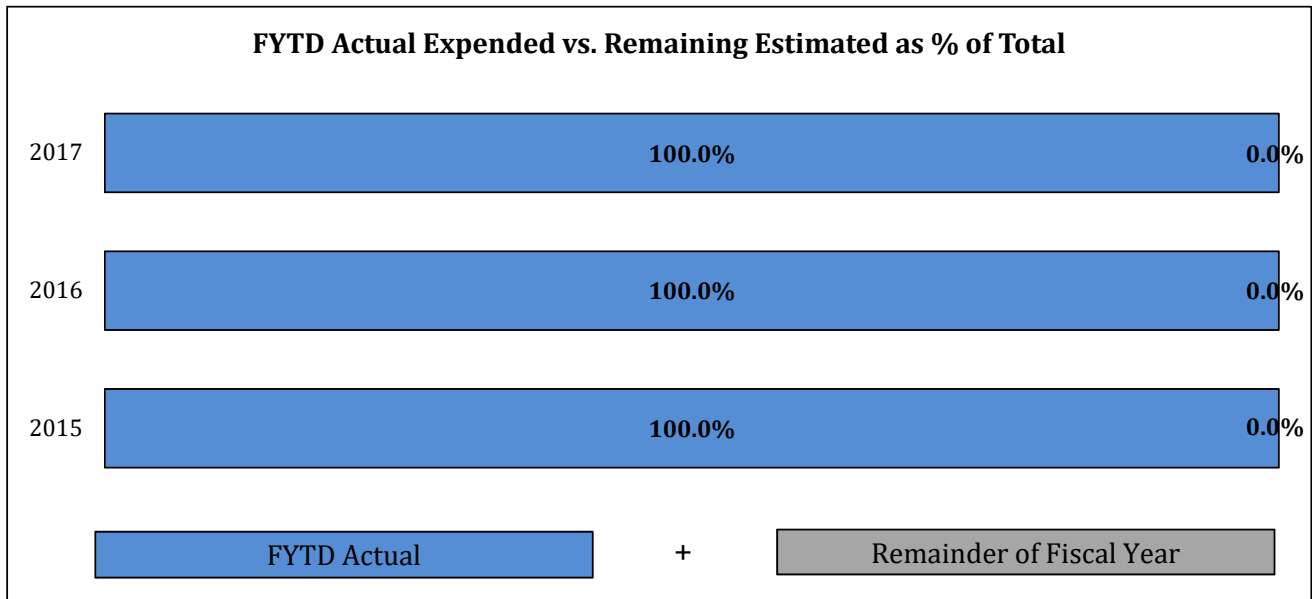 FYTD Actual Expended vs. Remaining Estimated as % of Total
2017 100.0% 0.0%
2016 100.0% 0.0%
2015 100.0% 0.0%
FYTD Actual + Remainder of Fiscal Year